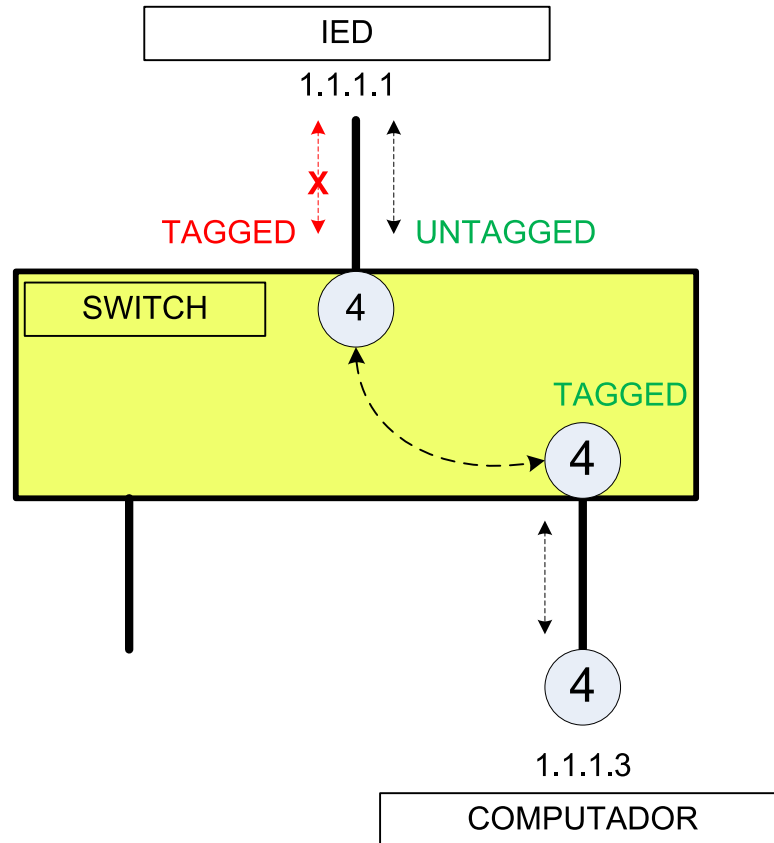 IED
1.1.1.1
X
TAGGED
UNTAGGED
SWITCH
4
TAGGED
4
4
1.1.1.3
COMPUTADOR